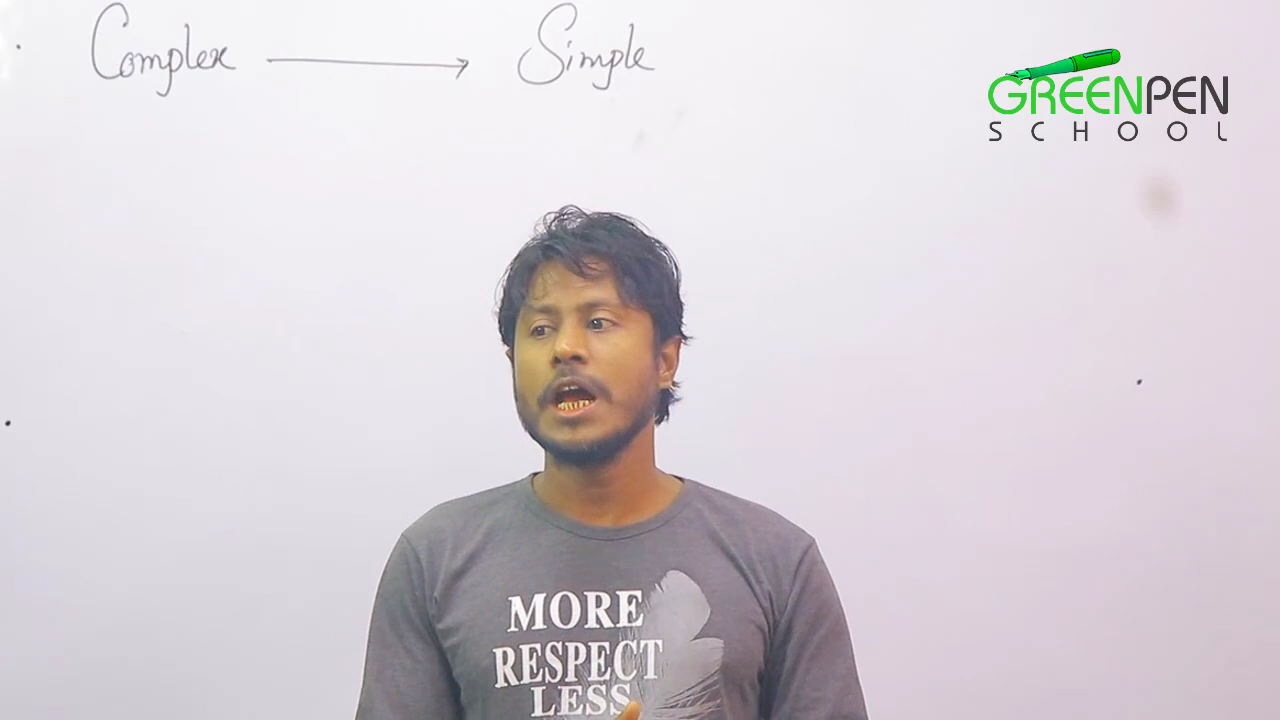 Complex → Simple
GREENPEN
SCHOOL
MORE
RESPECT
LESS